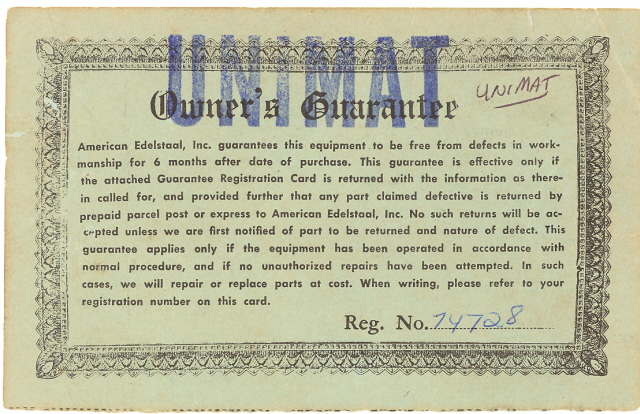 UNIMAT
Owner's Guarantee
UNIMAT
American Edelstaal, Inc. guarantees this equipment to be free from defects in work-
manship for 6 months after date of purchase. This guarantee is effective only if
the attached Guarantee Registration Card is returned with the information as there-
in called for, and provided further that any part claimed defective is returned by
prepaid parcel post or express to American Edelstaal, Inc. No such returns will be ac-
cepted unless we are first notified of part to be returned and nature of defect. This
guarantee applies only if the equipment has been operated in accordance with
normal procedure, and if no unauthorized repairs have been attempted. In such
cases, we will repair or replace parts at cost. When writing, please refer to your
registration number on this card.
Reg. No. 74728